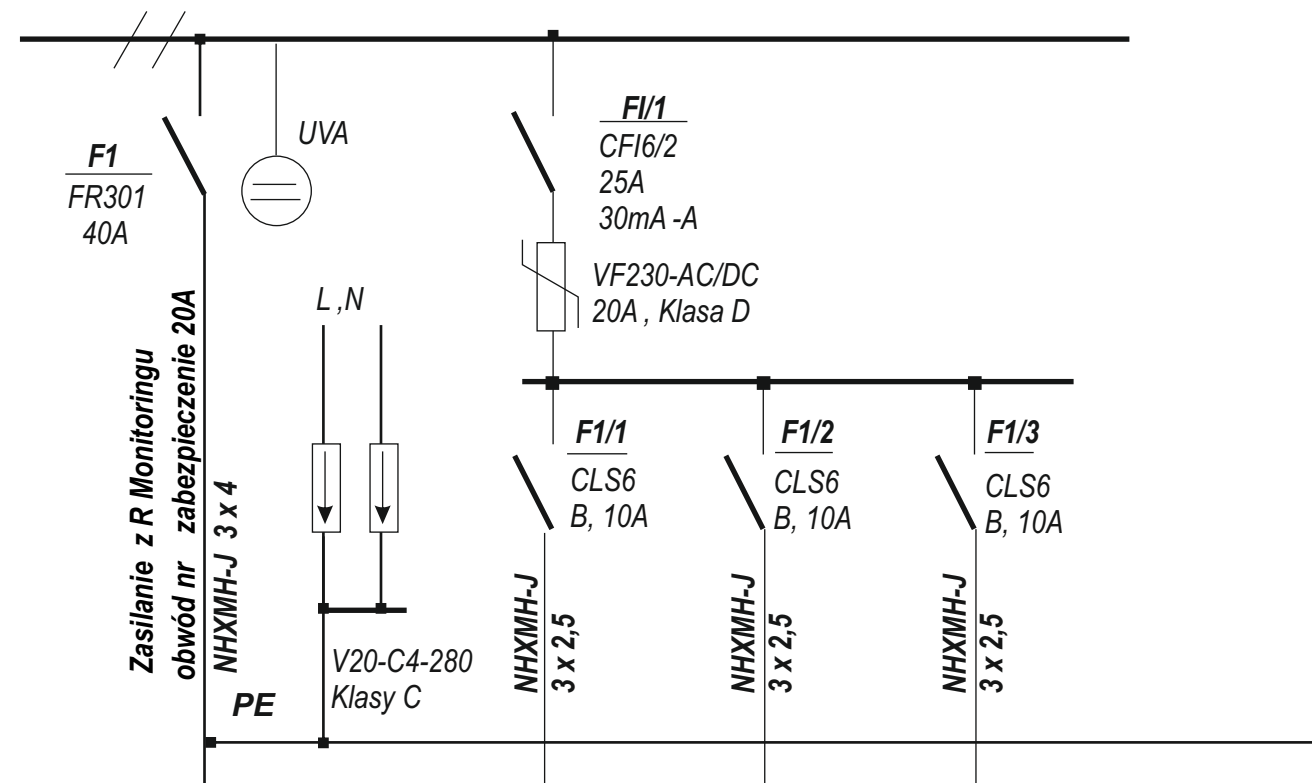 F1
FR301
40A
UVA
FI/1
CFI6/2
25A
30mA -A
VF230-AC/DC
20A , Klasa D
L ,N
Zasilanie z R Monitoringu
obwód nr zabezpieczenie 20A
NHXMH-J 3 x 4
V20-C4-280
Klasy C
PE
F1/1
CLS6
B, 10A
NHXMH-J
3 x 2,5
F1/2
CLS6
B, 10A
NHXMH-J
3 x 2,5
F1/3
CLS6
B, 10A
NHXMH-J
3 x 2,5